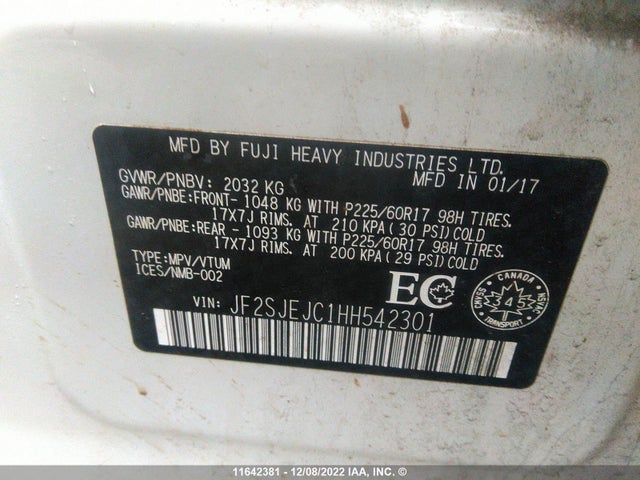 MFD BY FUJI HEAVY INDUSTRIES LTD.
GVWR/PNBV: 2032 KG MFD IN 01/17
GAWR/PNBE:FRONT- 1048 KG WITH P225/60R17 98H TIRES.
17X7J RIMS. AT 210 KPA(30 PSI)COLD
GAWR/PNBE:REAR - 1093 KG WITH P225/60R17 98H TIRES.
17X7J RIMS. AT 200 KPA(29 PSI)COLD
TYPE:MPV/VTUM
ICES/NMB-002
EC
CANADA
SMVAC
345
NSVAC
TRANSPORT
VIN: JF2SJEJC1HH542301
11642381 - 12/08/2022 IAA, INC. ©